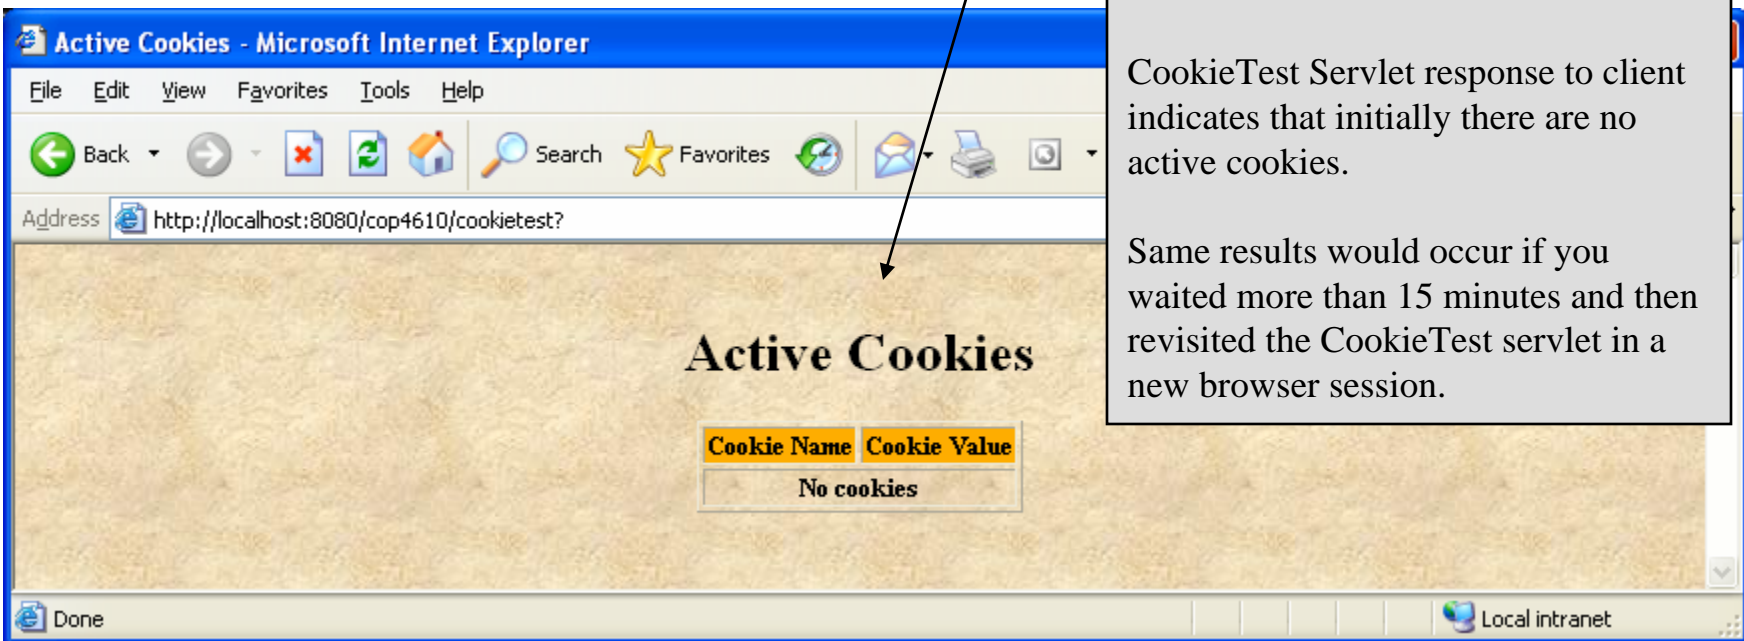 Active Cookies - Microsoft Internet Explorer
File Edit View Favorites Tools Help
Back Search Favorites
Address http://localhost:8080/cop4610/cookietest?
CookieTest Servlet response to client
indicates that initially there are no
active cookies.
Same results would occur if you
waited more than 15 minutes and then
revisited the CookieTest servlet in a
new browser session.
Active Cookies
Cookie Name Cookie Value
No cookies
Done Local intranet